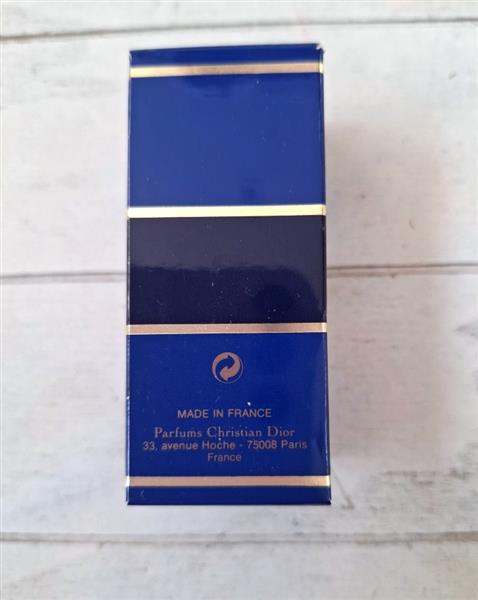 MADE IN FRANCE
Parfums Christian Dior
33, avenue Hoche - 75008 Paris
France